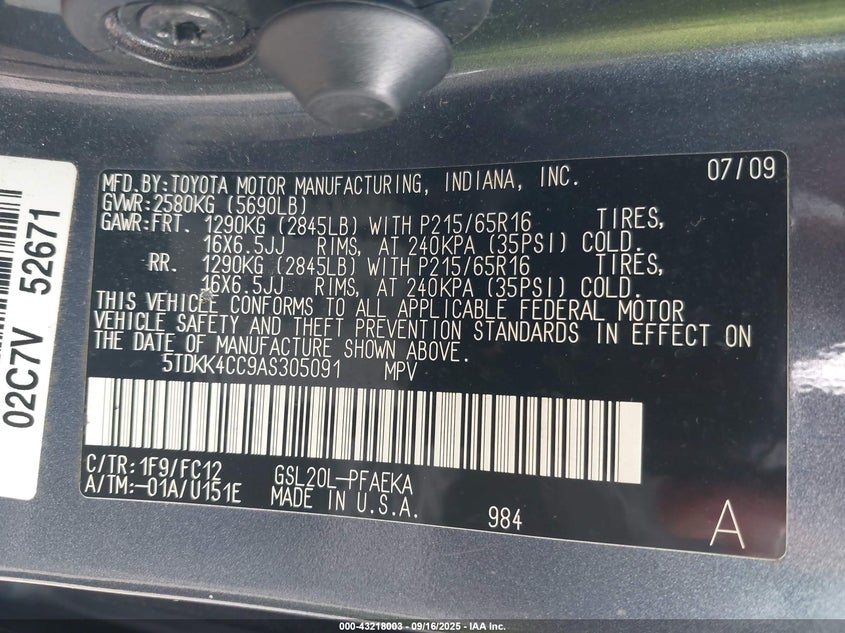 MFD.BY:TOYOTA MOTOR MANUFACTURING, INDIANA, INC. 07/09
GVWR:2580KG (5690LB)
GAWR:FRT. 1290KG (2845LB) WITH P215/65R16 TIRES,
16X6.5JJ RIMS, AT 240KPA (35PSI) COLD.
RR. 1290KG (2845LB) WITH P215/65R16 TIRES,
16X6.5JJ RIMS, AT 240KPA (35PSI) COLD.
THIS VEHICLE CONFORMS TO ALL APPLICABLE FEDERAL MOTOR
VEHICLE SAFETY AND THEFT PREVENTION STANDARDS IN EFFECT ON
THE DATE OF MANUFACTURE SHOWN ABOVE.
5TDKK4CC9AS305091 MPV
C/TR:1F9/FC12 GSL20L-PFAEKA
A/TM:-01A/U151E MADE IN U.S.A. 984 A
02C7V 52671
000-43218003 - 09/16/2025 - IAA Inc.